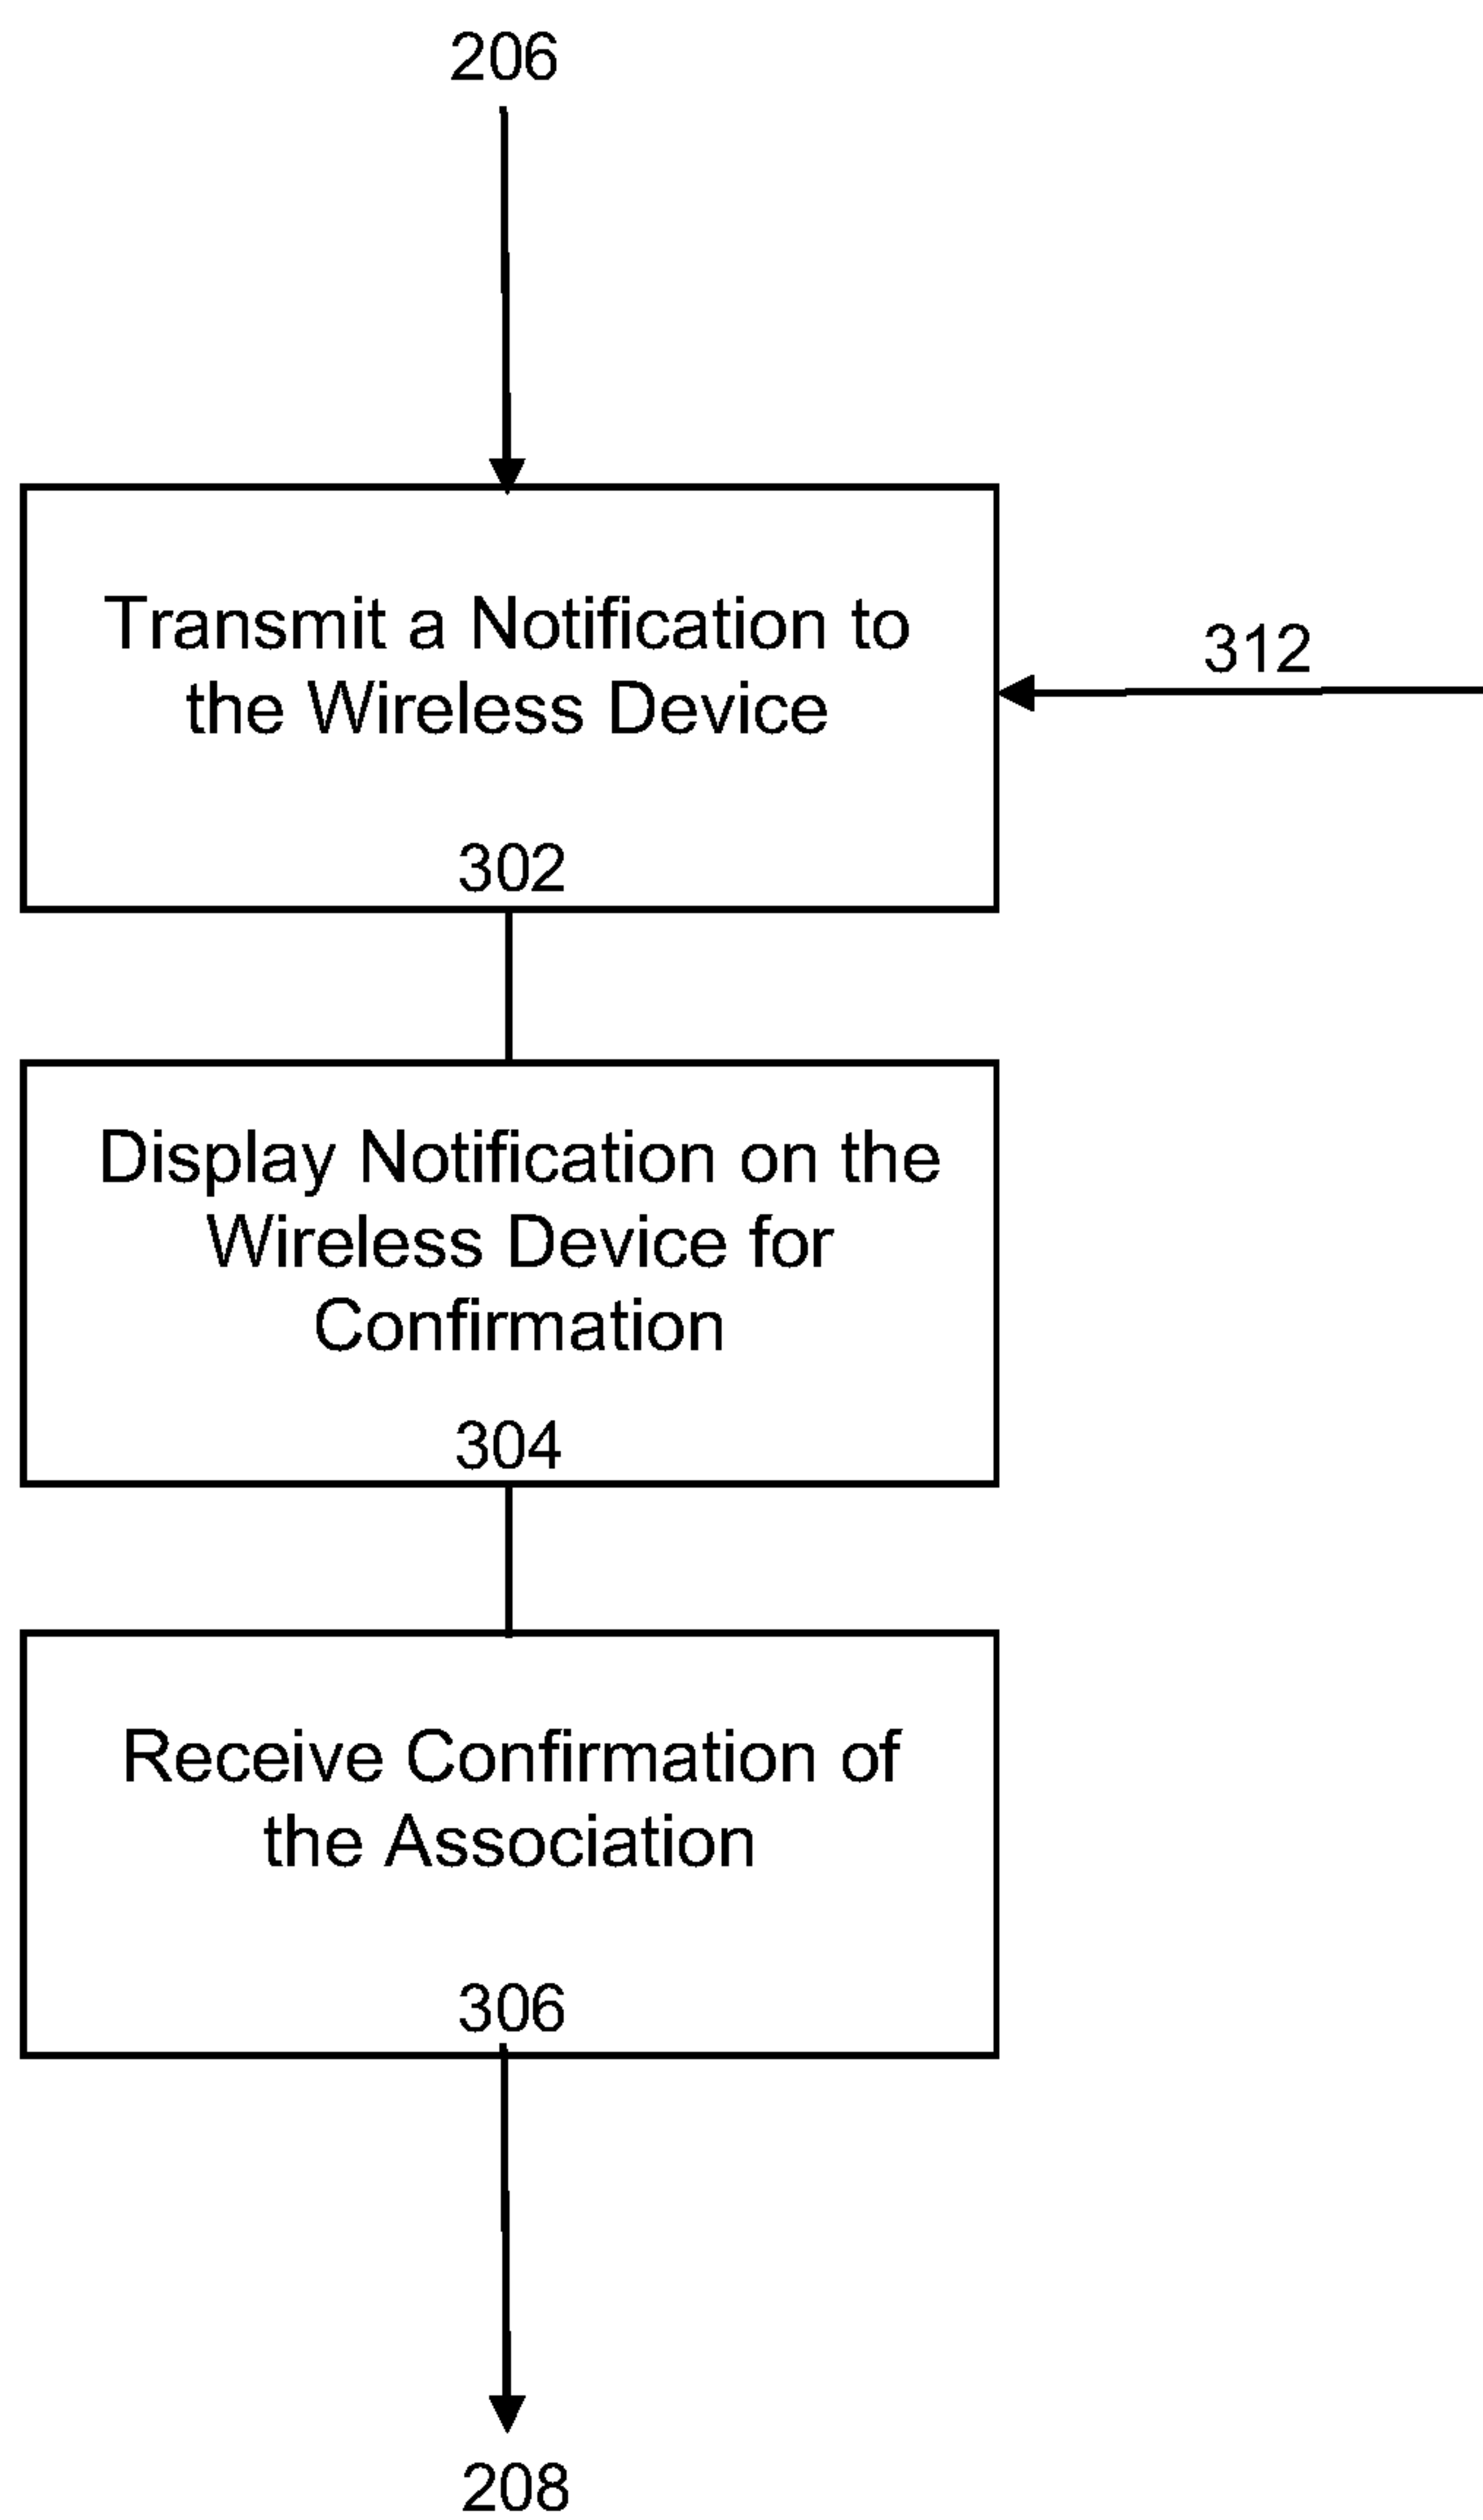 206
Transmit a Notification to
the Wireless Device
312
302
Display Notification on the
Wireless Device for
Confirmation
304
Receive Confirmation of
the Association
306
208